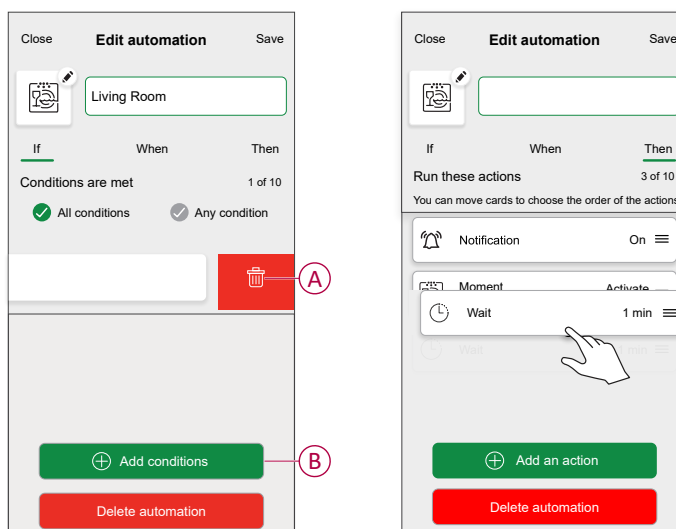 Close Edit automation Save
Living Room
If When Then
Conditions are met 1 of 10
All conditions Any condition
A
Add conditions
B
Delete automation
Close Edit automation Save
If When Then
Run these actions 3 of 10
You can move cards to choose the order of the actions
Notification On
Moment Activate
Wait 1 min
Wait 1 min
Add an action
Delete automation